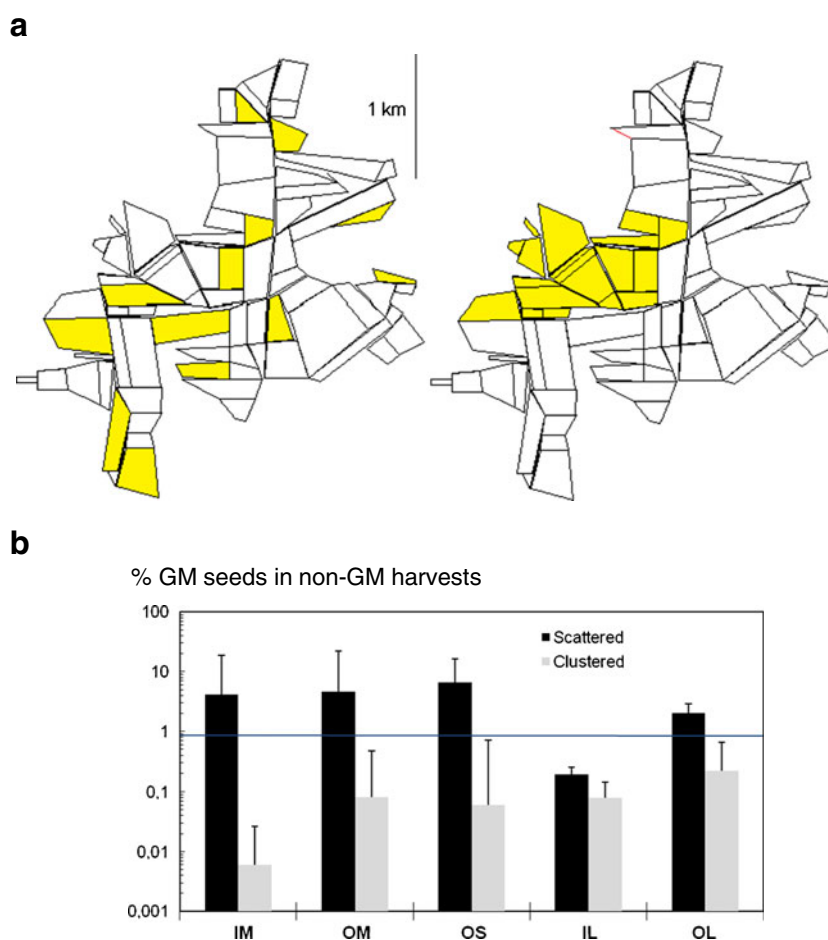 a
1 km
b
% GM seeds in non-GM harvests
100
10
1
0,1
0,01
0,001
Scattered
Clustered
IM OM OS IL OL